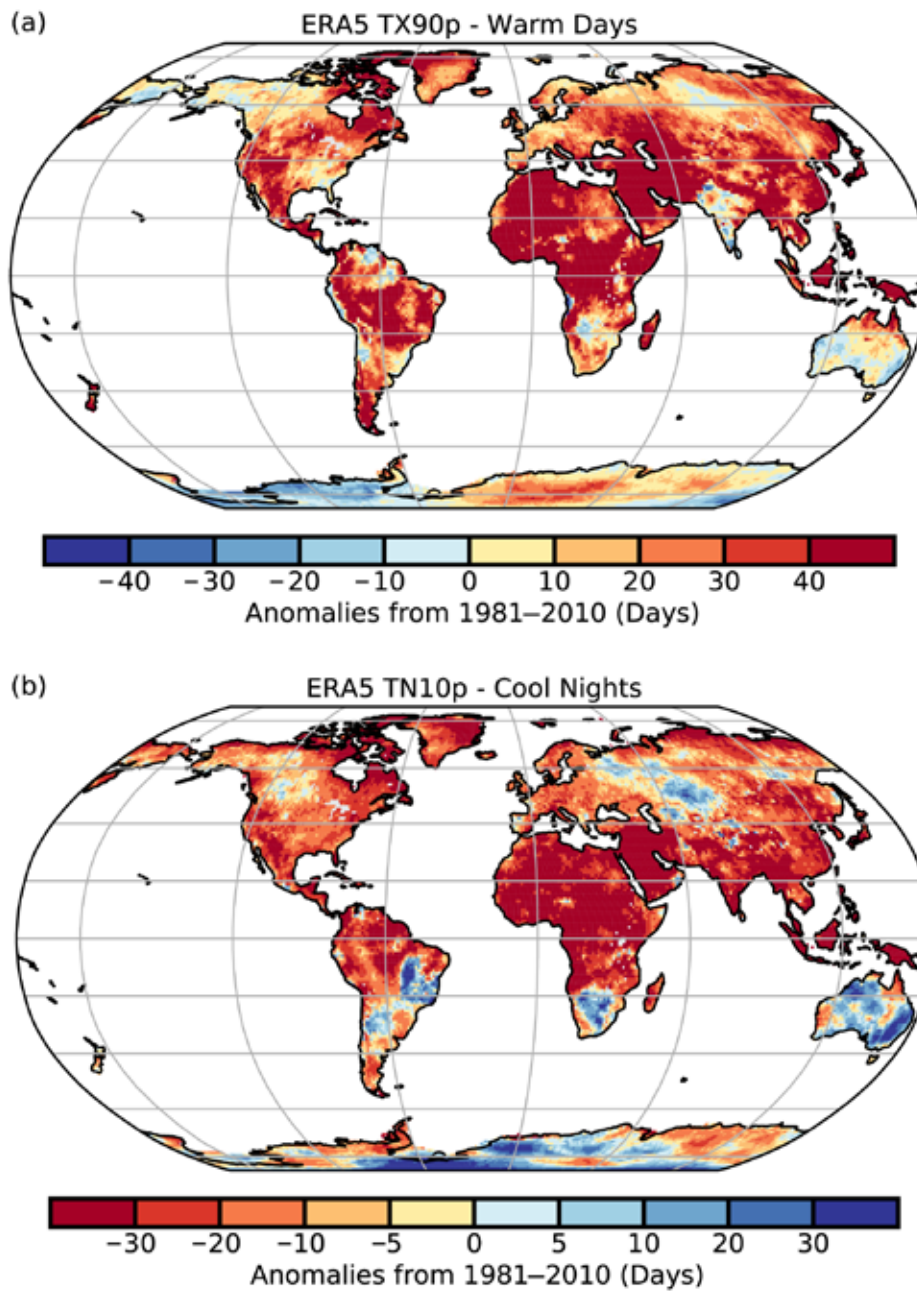 (a)
ERA5 TX90p - Warm Days
−40 −30 −20 −10 0 10 20 30 40
Anomalies from 1981–2010 (Days)
(b)
ERA5 TN10p - Cool Nights
−30 −20 −10 −5 0 5 10 20 30
Anomalies from 1981–2010 (Days)